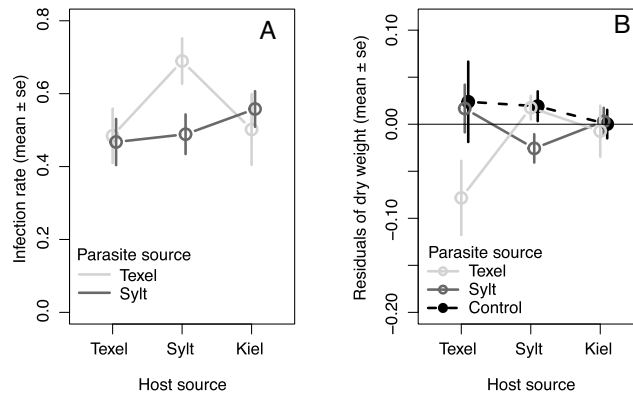 A
Infection rate (mean ± se)
0.8
0.6
0.4
0.2
0.0
Parasite source
Texel
Sylt
Texel Sylt Kiel
Host source
B
Residuals of dry weight (mean ± se)
0.10
0.00
−0.10
−0.20
Parasite source
Texel
Sylt
Control
Texel Sylt Kiel
Host source